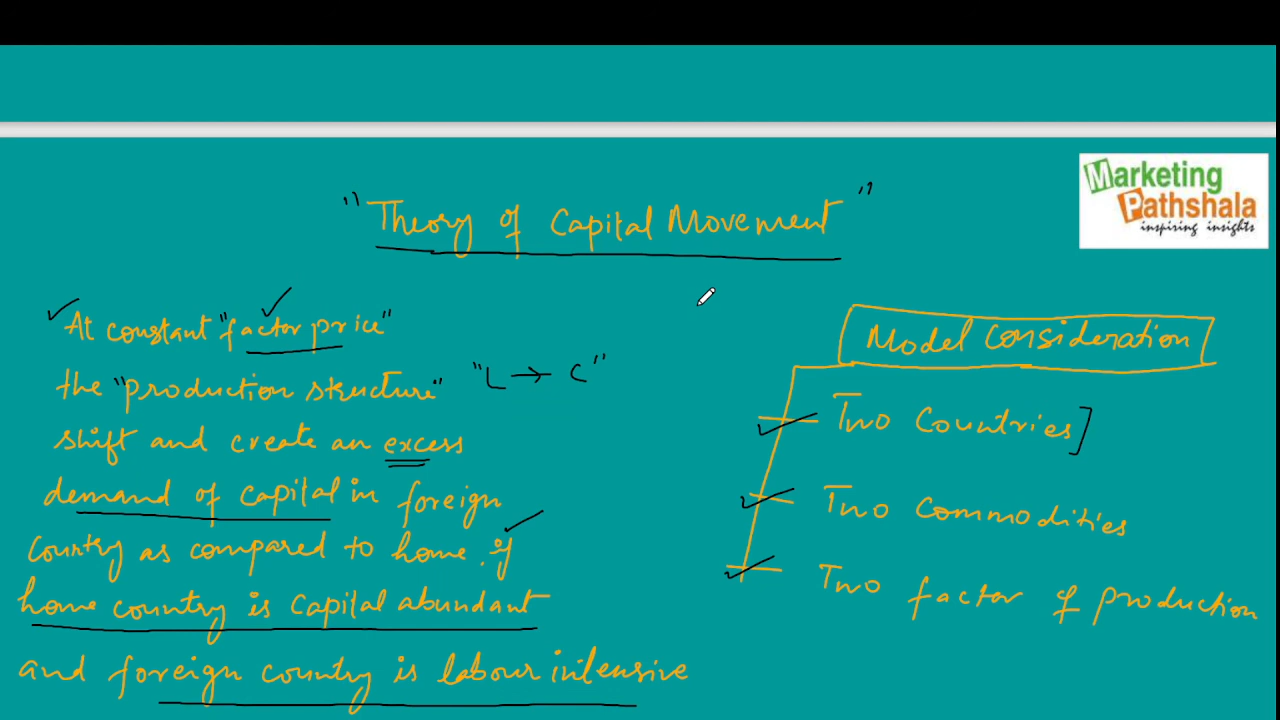 Marketing
Pathshala
inspiring insights
"Theory of Capital Movement"
At constant "factor price"
the "production structure" "L → C"
shift and create an excess
demand of capital in foreign
country as compared to home. if
home country is capital abundant
and foreign country is labour intensive
Model Consideration
Two Countries]
Two Commodities
Two factor of production